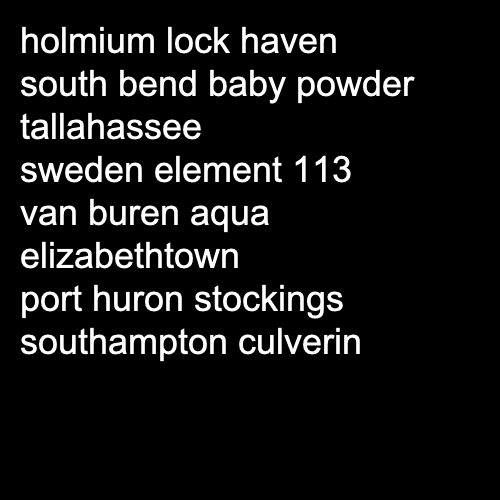 holmium lock haven
south bend baby powder
tallahassee
sweden element 113
van buren aqua
elizabethtown
port huron stockings
southampton culverin